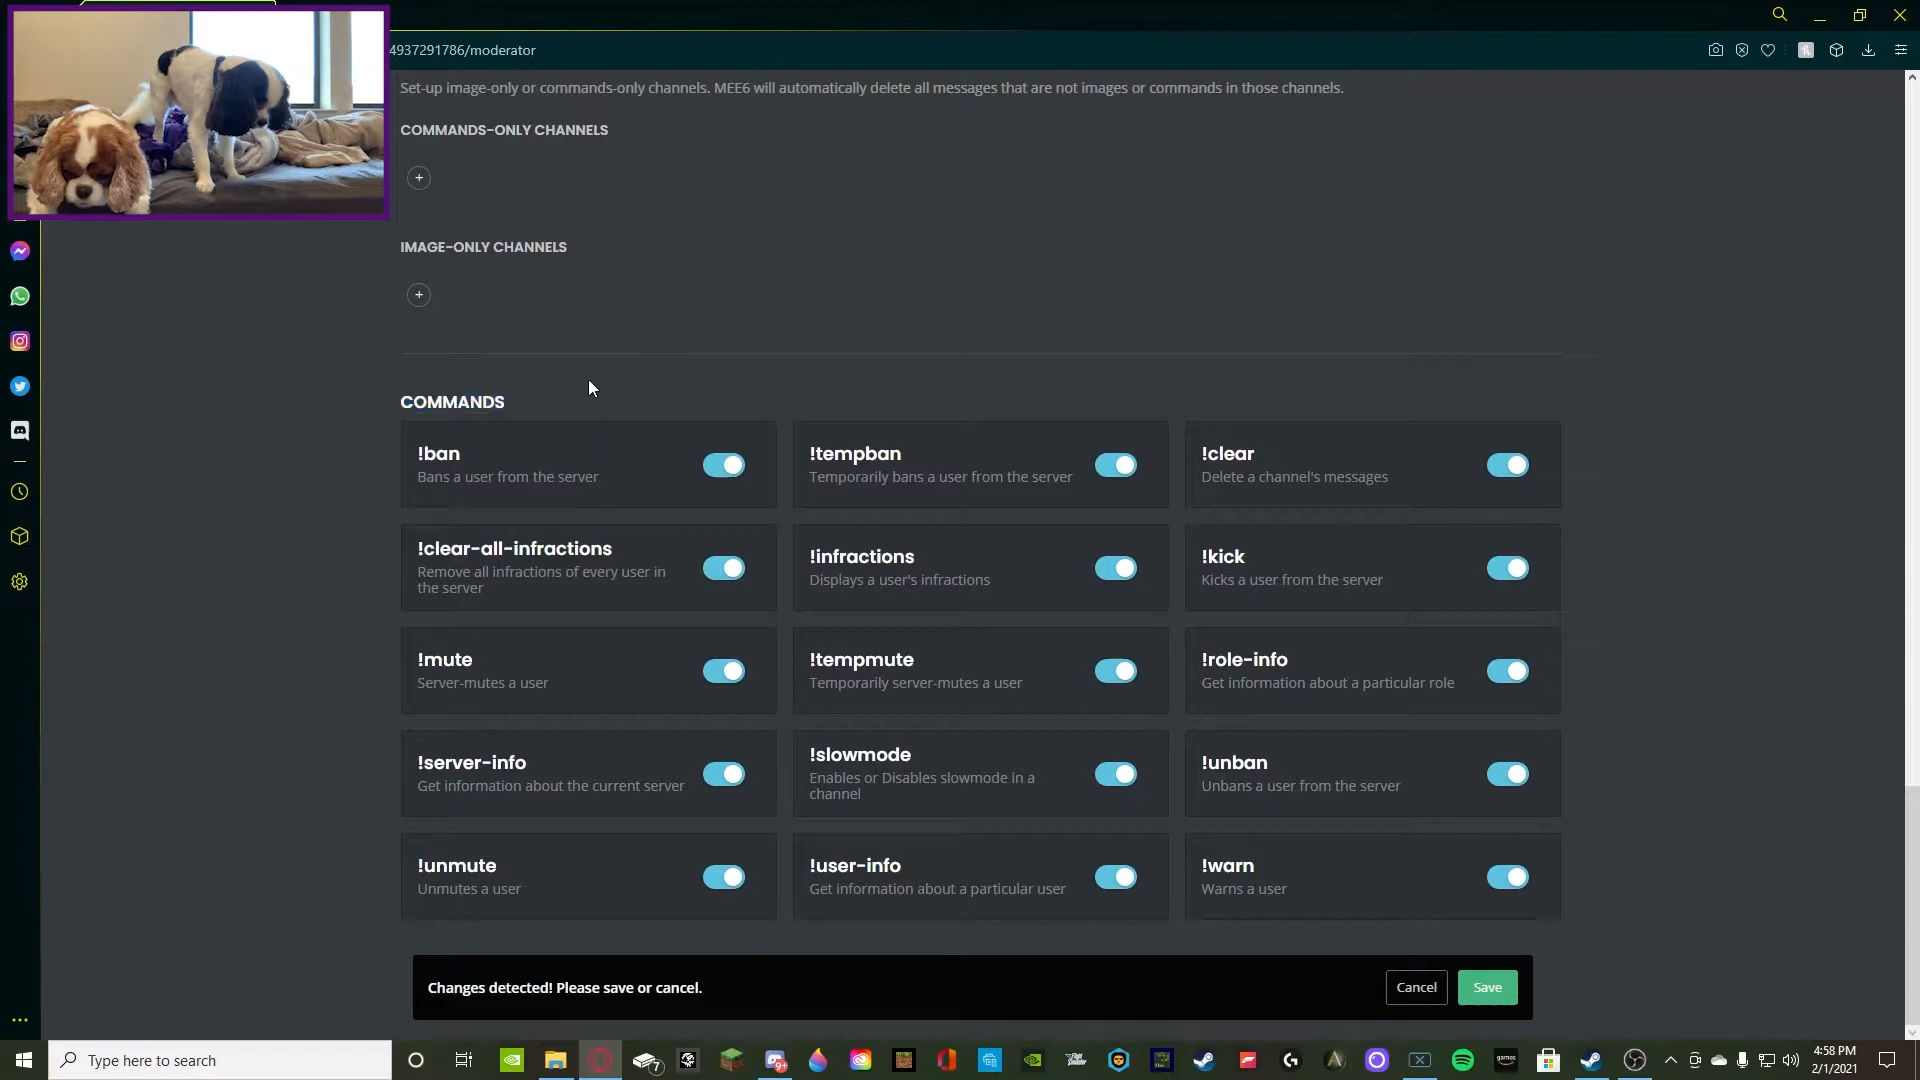 4937291786/moderator
Set-up image-only or commands-only channels. MEE6 will automatically delete all messages that are not images or commands in those channels.
COMMANDS-ONLY CHANNELS
+
IMAGE-ONLY CHANNELS
+
COMMANDS
!ban
Bans a user from the server
!tempban
Temporarily bans a user from the server
!clear
Delete a channel's messages
!clear-all-infractions
Remove all infractions of every user in
the server
!infractions
Displays a user's infractions
!kick
Kicks a user from the server
!mute
Server-mutes a user
!tempmute
Temporarily server-mutes a user
!role-info
Get information about a particular role
!server-info
Get information about the current server
!slowmode
Enables or Disables slowmode in a
channel
!unban
Unbans a user from the server
!unmute
Unmutes a user
!user-info
Get information about a particular user
!warn
Warns a user
Changes detected! Please save or cancel.
Cancel
Save
Type here to search
7
9+
games
4:58 PM
2/1/2021